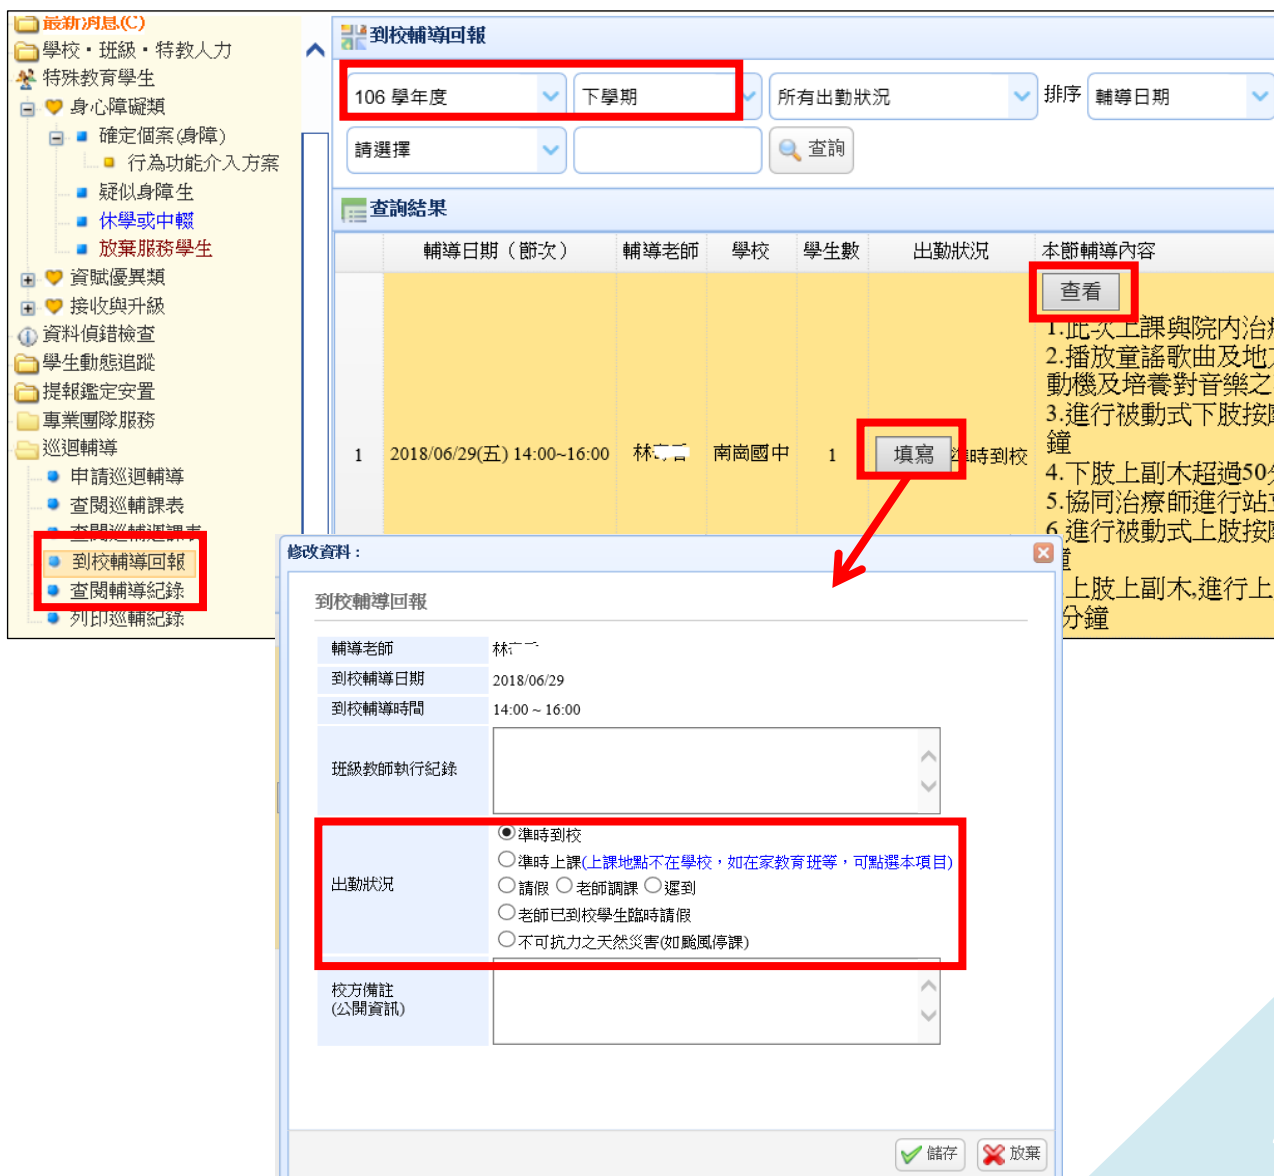 最新消息(C)
學校・班級・特教人力
特殊教育學生
身心障礙類
確定個案(身障)
行為功能介入方案
疑似身障生
休學或中輟
放棄服務學生
資賦優異類
接收與升級
資料偵錯檢查
學生動態追蹤
提報鑑定安置
專業團隊服務
巡迴輔導
申請巡迴輔導
查閱巡輔課表
查閱巡輔週課表
到校輔導回報
查閱輔導紀錄
列印巡輔紀錄
到校輔導回報
106 學年度 下學期 所有出勤狀況 排序 輔導日期
請選擇 查詢
查詢結果
輔導日期（節次） 輔導老師 學校 學生數 出勤狀況 本節輔導內容
查看
1.此次上課與院內治
2.播放童謠歌曲及地
動機及培養對音樂之
3.進行被動式下肢按
鐘
1 2018/06/29(五) 14:00~16:00 林 南崗國中 1 填寫 準時到校
4.下肢上副木超過50
5.協同治療師進行站
6.進行被動式上肢按
鐘
上肢上副木,進行上
分鐘
修改資料：
到校輔導回報
輔導老師 林
到校輔導日期 2018/06/29
到校輔導時間 14:00 ~ 16:00
班級教師執行紀錄
出勤狀況
準時到校
準時上課(上課地點不在學校，如在家教育班等，可點選本項目)
請假 老師調課 遲到
老師已到校學生臨時請假
不可抗力之天然災害(如颱風停課)
校方備註
(公開資訊)
儲存 放棄